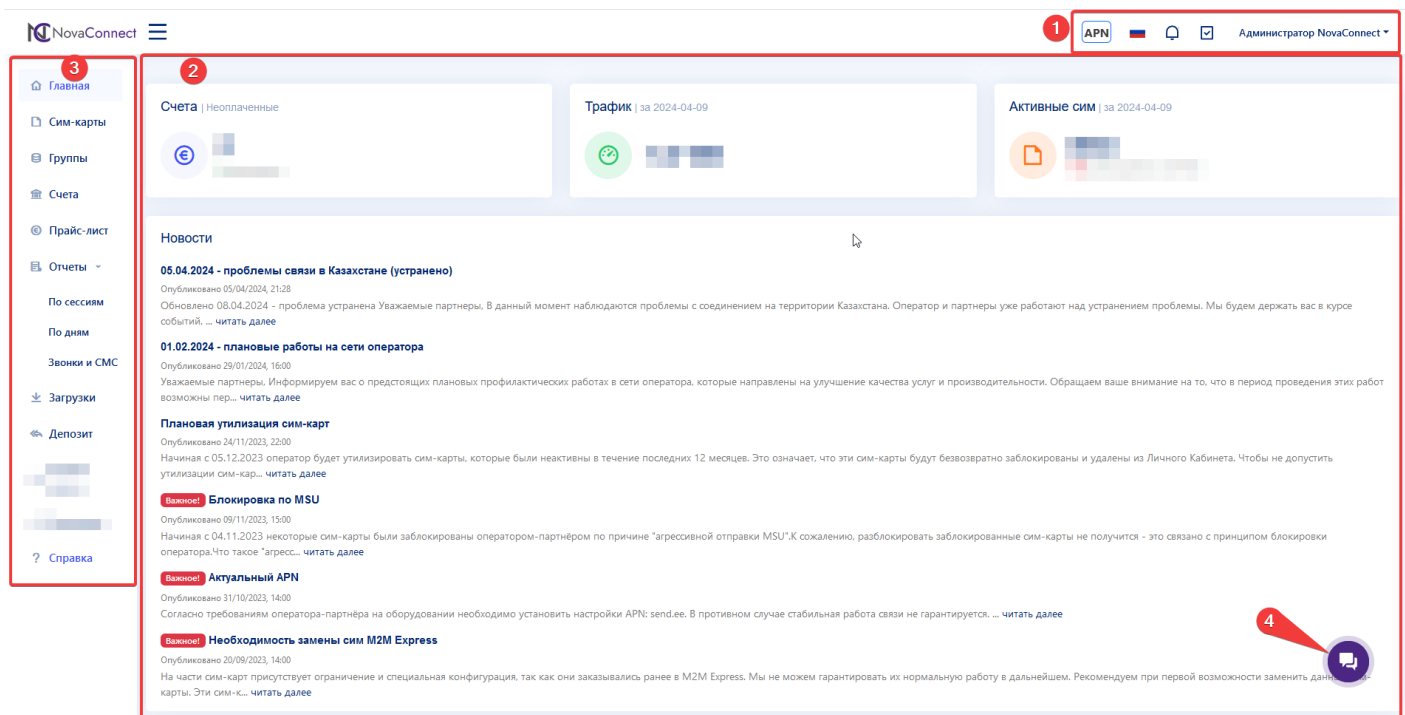 NovaConnect
1
APN
Администратор NovaConnect
3
Главная
Сим-карты
Группы
Счета
Прайс-лист
Отчеты
По сессиям
По дням
Звонки и СМС
Загрузки
Депозит
? Справка
2
Счета | Неоплаченные
Трафик | за 2024-04-09
Активные сим | за 2024-04-09
Новости
05.04.2024 - проблемы связи в Казахстане (устранено)
Опубликовано 05/04/2024, 21:28
Обновлено 08.04.2024 - проблема устранена Уважаемые партнеры, В данный момент наблюдаются проблемы с соединением на территории Казахстана. Оператор и партнеры уже работают над устранением проблемы. Мы будем держать вас в курсе
событий. ... читать далее
01.02.2024 - плановые работы на сети оператора
Опубликовано 29/01/2024, 16:00
Уважаемые партнеры, Информируем вас о предстоящих плановых профилактических работах в сети оператора, которые направлены на улучшение качества услуг и производительности. Обращаем ваше внимание на то, что в период проведения этих работ
возможны пер... читать далее
Плановая утилизация сим-карт
Опубликовано 24/11/2023, 22:00
Начиная с 05.12.2023 оператор будет утилизировать сим-карты, которые были неактивны в течение последних 12 месяцев. Это означает, что эти сим-карты будут безвозвратно заблокированы и удалены из Личного Кабинета. Чтобы не допустить
утилизации сим-кар... читать далее
Важное! Блокировка по MSU
Опубликовано 09/11/2023, 15:00
Начиная с 04.11.2023 некоторые сим-карты были заблокированы оператором-партнёром по причине "агрессивной отправки MSU".К сожалению, разблокировать заблокированные сим-карты не получится - это связано с принципом блокировки
оператора.Что такое "агресс... читать далее
Важное! Актуальный APN
Опубликовано 31/10/2023, 14:00
Согласно требованиям оператора-партнёра на оборудовании необходимо установить настройки APN: send.ee. В противном случае стабильная работа связи не гарантируется. ... читать далее
Важное! Необходимость замены сим M2M Express
Опубликовано 20/09/2023, 14:00
На части сим-карт присутствует ограничение и специальная конфигурация, так как они заказывались ранее в M2M Express. Мы не можем гарантировать их нормальную работу в дальнейшем. Рекомендуем при первой возможности заменить
карты. Эти сим-к... читать далее
4